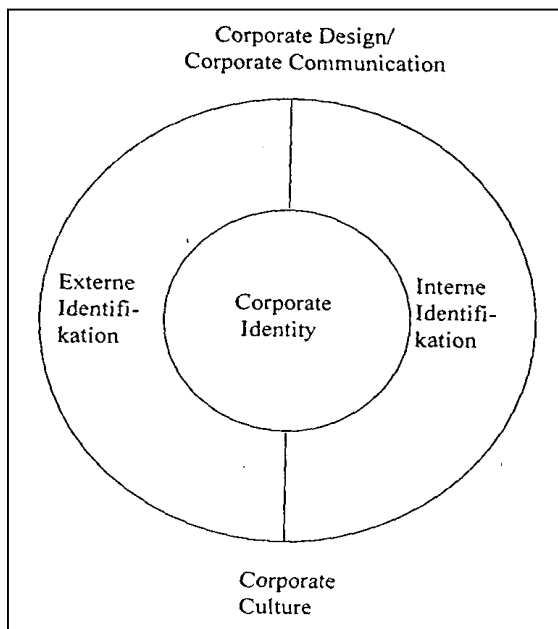 Corporate Design/
Corporate Communication
Externe
Identifi-
kation
Corporate
Identity
Interne
Identifi-
kation
Corporate
Culture